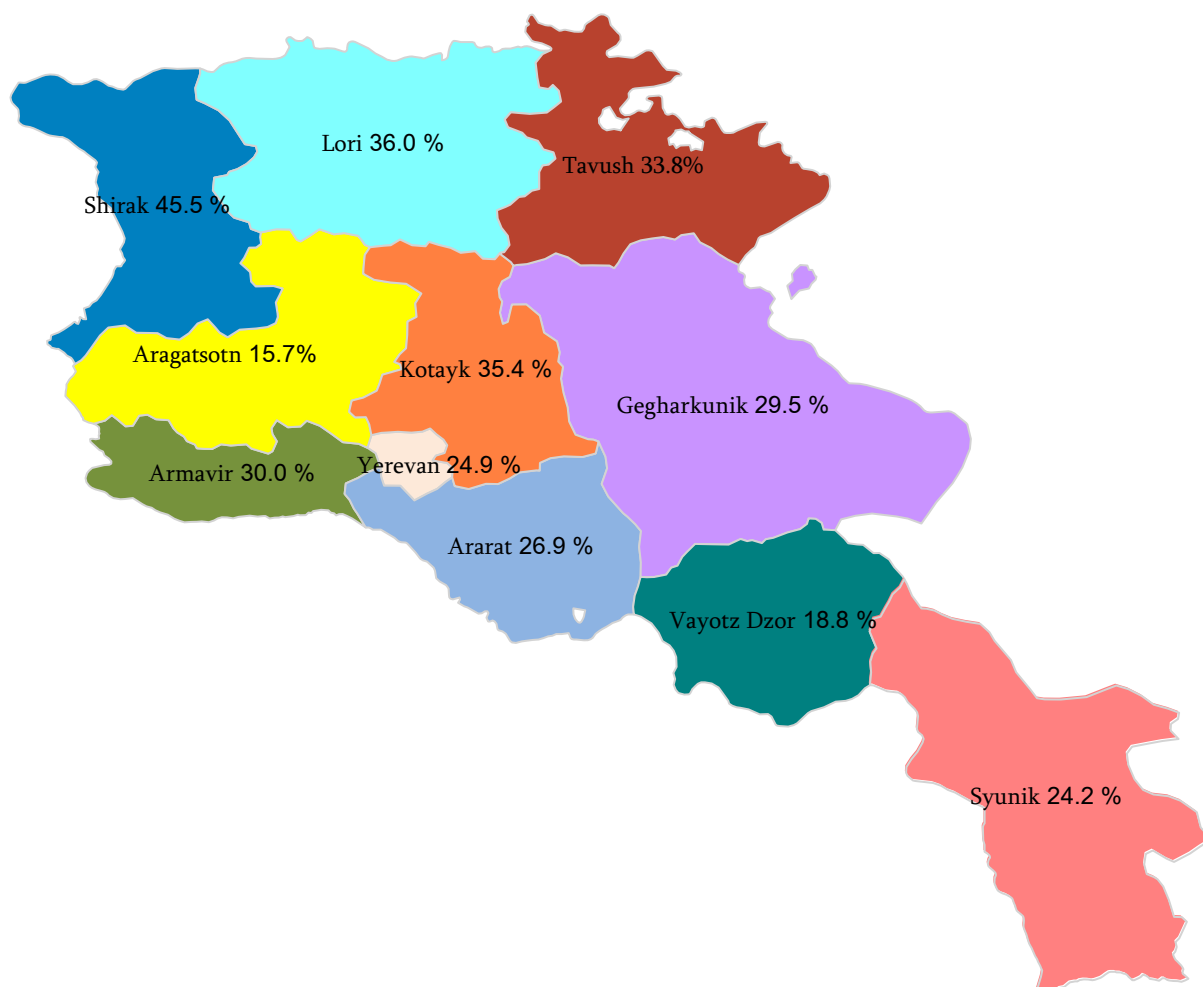 Lori 36.0 %
Tavush 33.8%
Shirak 45.5 %
Aragatsotn 15.7%
Kotayk 35.4 %
Gegharkunik 29.5 %
Armavir 30.0 %
Yerevan 24.9 %
Ararat 26.9 %
Vayotz Dzor 18.8 %
Syunik 24.2 %